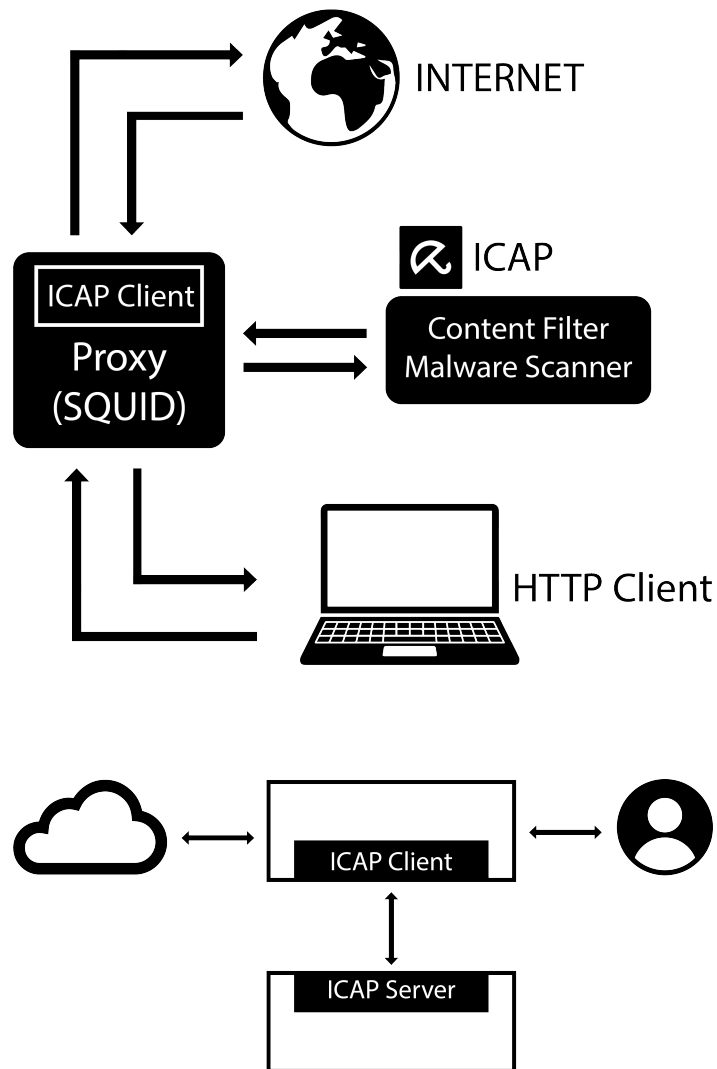 INTERNET
ICAP
ICAP Client
Proxy
(SQUID)
Content Filter
Malware Scanner
HTTP Client
ICAP Client
ICAP Server